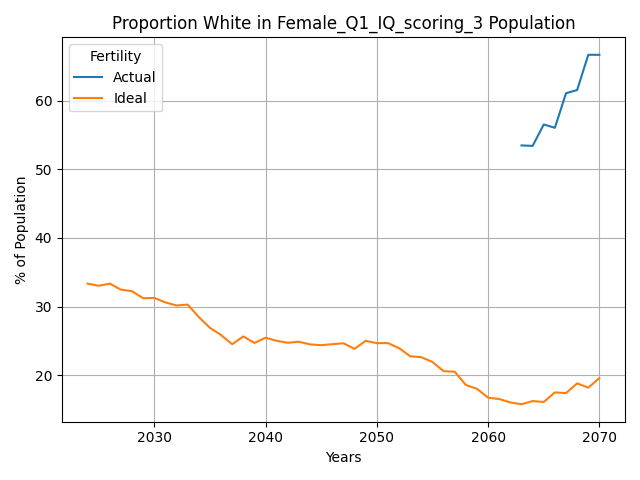 Proportion White in Female_Q1_IQ_scoring_3 Population
Fertility
Actual
Ideal
% of Population
60
50
40
30
20
2030
2040
2050
2060
2070
Years